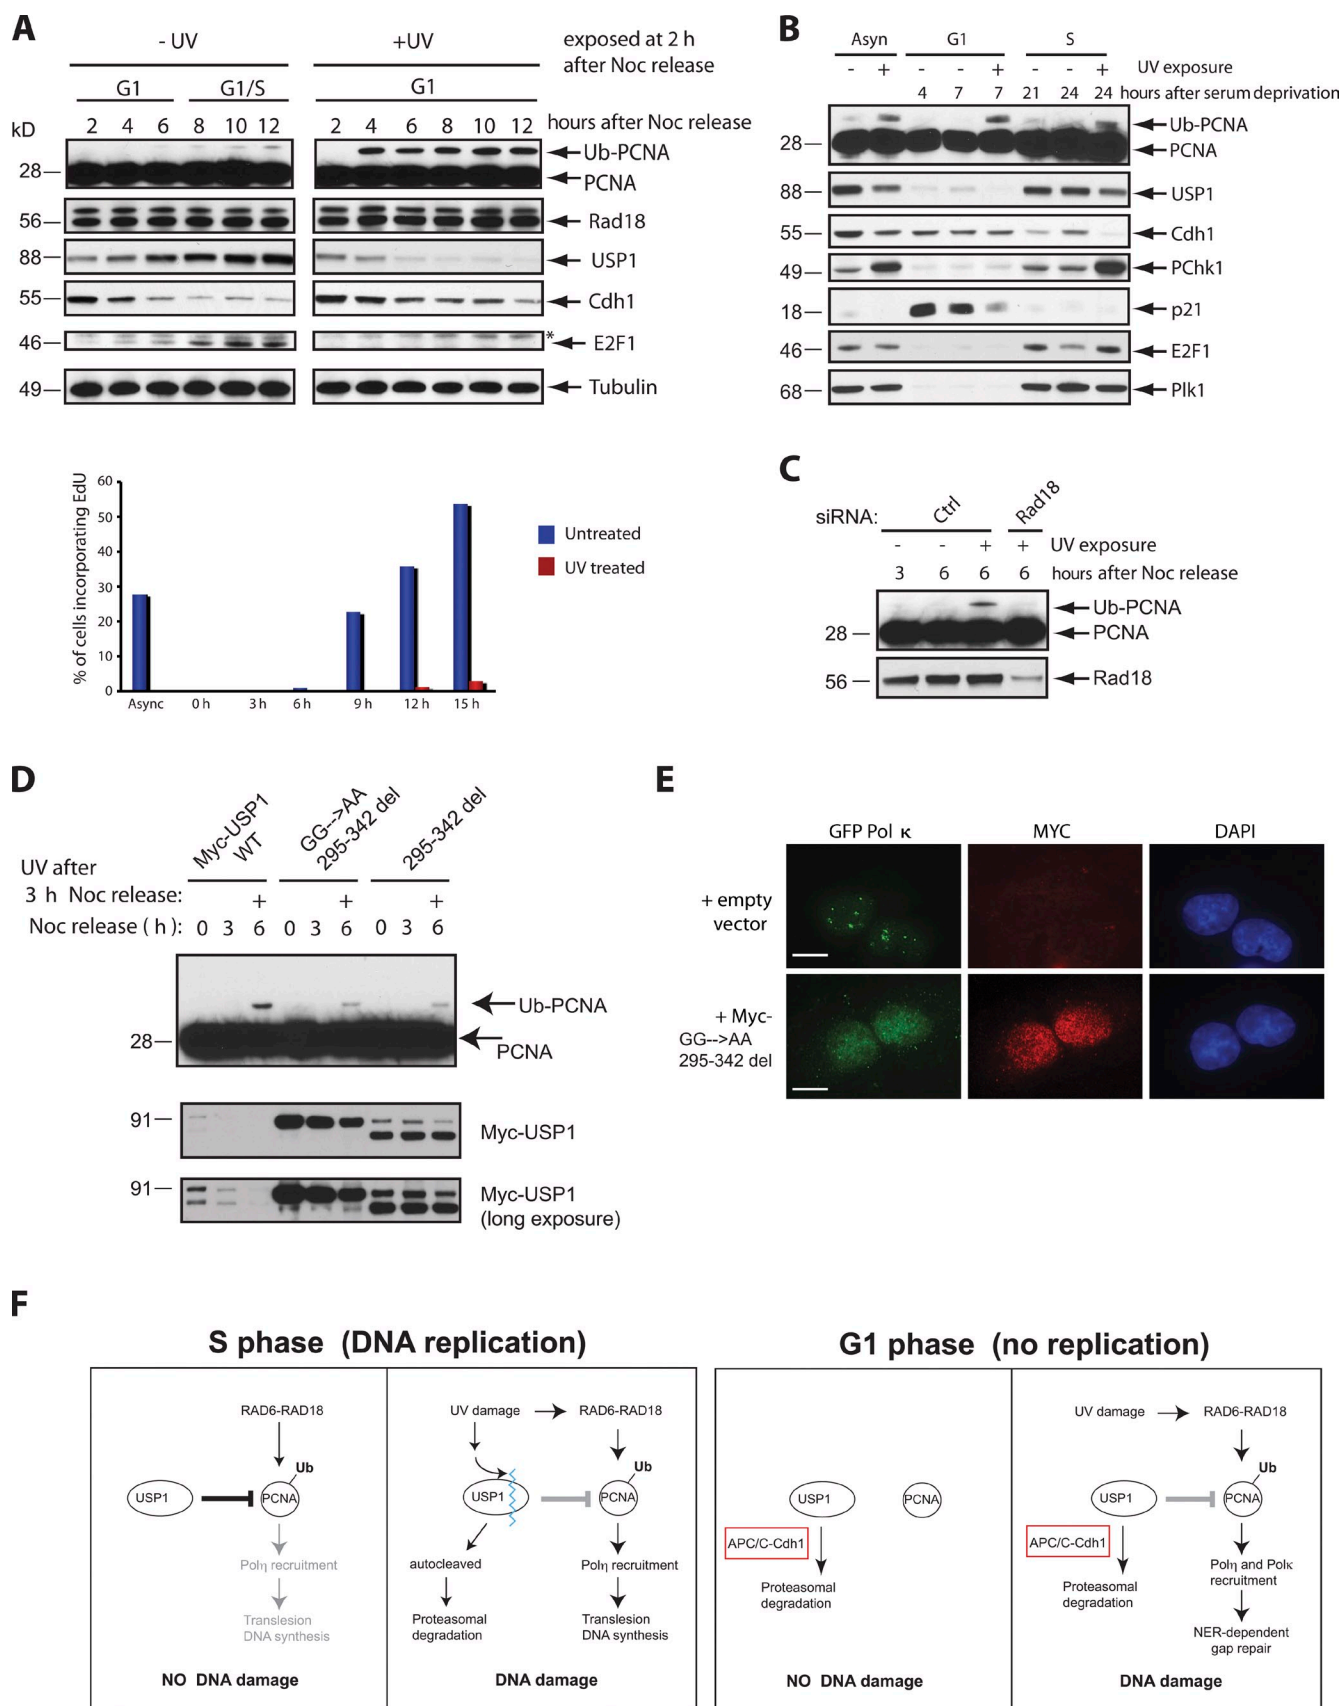 A
- UV
+UV
exposed at 2 h
after Noc release
G1
G1/S
G1
kD
2 4 6 8 10 12
2 4 6 8 10 12
hours after Noc release
Ub-PCNA
28
PCNA
56
Rad18
88
USP1
55
Cdh1
*
46
E2F1
49
Tubulin
% of cells incorporating EdU
60
50
40
30
20
10
0
Async 0 h 3 h 6 h 9 h 12 h 15 h
Untreated
UV treated
B
Asyn G1 S
- + - - + - - +
UV exposure
4 7 7 21 24 24
hours after serum deprivation
Ub-PCNA
28
PCNA
88
USP1
55
Cdh1
49
PChk1
18
p21
46
E2F1
68
Plk1
C
siRNA:
Ctrl
Rad18
- - + +
UV exposure
3 6 6 6
hours after Noc release
Ub-PCNA
28
PCNA
56
Rad18
D
Myc-USP1
WT
GG-->AA
295-342 del
295-342 del
UV after
3 h Noc release:
+ + +
Noc release ( h ):
0 3 6 0 3 6 0 3 6
Ub-PCNA
28
PCNA
91
Myc-USP1
91
Myc-USP1
(long exposure)
E
GFP Pol κ
MYC
DAPI
+ empty
vector
+ Myc-
GG-->AA
295-342 del
F
S phase (DNA replication)
RAD6-RAD18
Ub
USP1
PCNA
Polη recruitment
Translesion
DNA synthesis
NO DNA damage
UV damage
RAD6-RAD18
Ub
USP1
PCNA
autocleaved
Polη recruitment
Proteasomal
degradation
Translesion
DNA synthesis
DNA damage
G1 phase (no replication)
USP1
PCNA
APC/C-Cdh1
Proteasomal
degradation
NO DNA damage
UV damage
RAD6-RAD18
Ub
USP1
PCNA
APC/C-Cdh1
Polη and Polκ
recruitment
Proteasomal
degradation
NER-dependent
gap repair
DNA damage